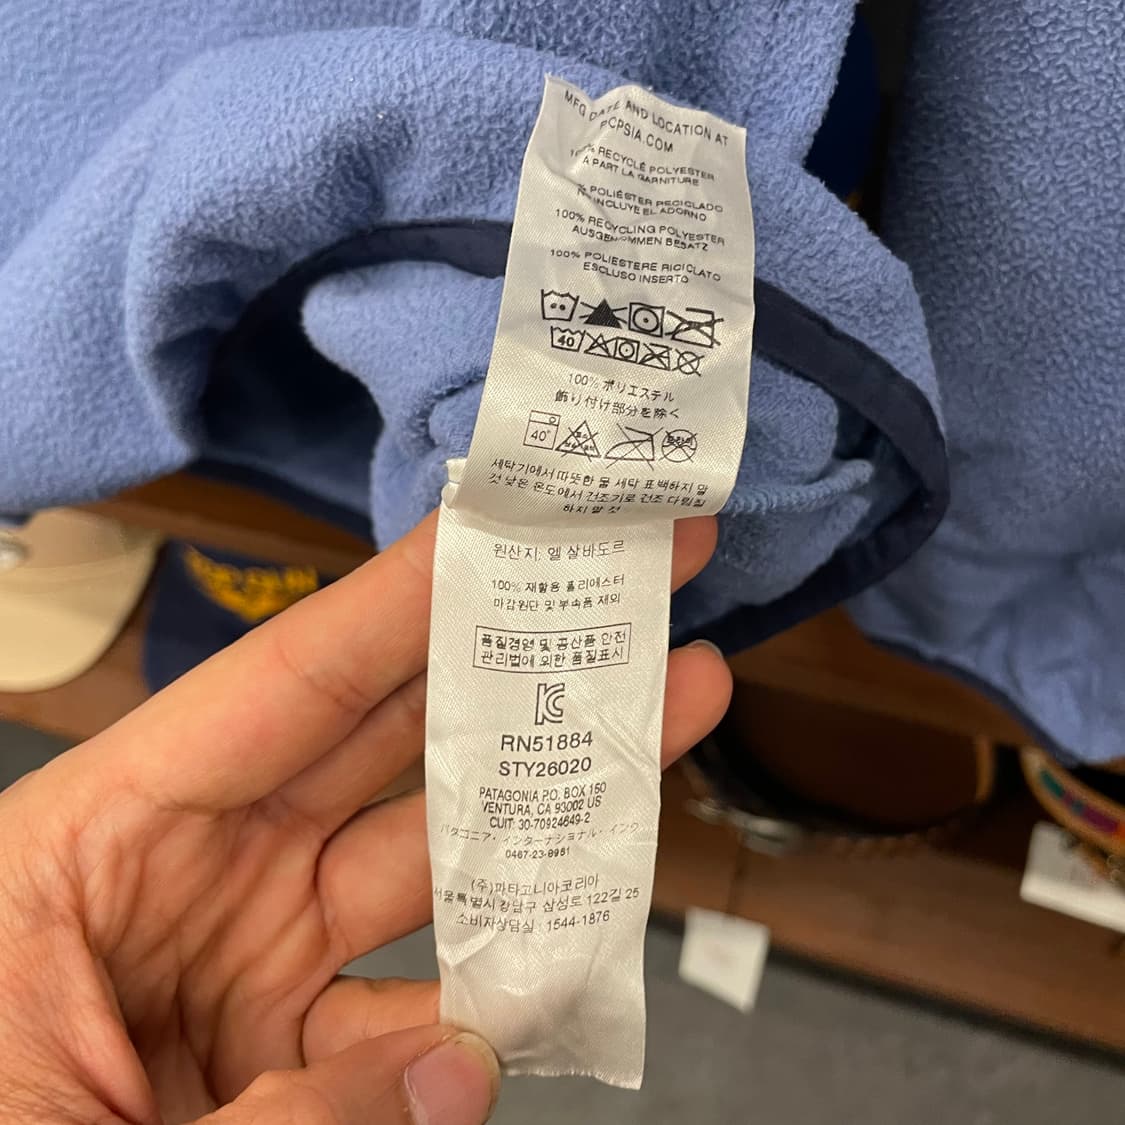 MFG DATE AND LOCATION AT
PCPSIA.COM
RECYCLÉ POLYESTER
À PART LA GARNITURE
POLIÉSTER RECICLADO
INCLUYE EL ADORNO
100% RECYCLING POLYESTER
AUSGENOMMEN BESATZ
100% POLIESTERE RICICLATO
ESCLUSO INSERTO
40
100% ポリエステル
飾り付け部分を除く
40°
세탁기에서 따뜻한 물 세탁 표백하지 말
것 낮은 온도에서 건조기로 건조 다림질
하지 말 것
원산지: 엘 살바도르
100% 재활용 폴리에스터
마감원단 및 부속품 제외
품질경영 및 공산품 안전
관리법에 의한 품질표시
RN51884
STY26020
PATAGONIA P.O. BOX 150
VENTURA, CA 93002 US
CUIT: 30-70924649-2
パタゴニア・インターナショナル・インク
0467-23-8961
(주)파타고니아코리아
서울특별시 강남구 삼성로 122길 25
소비자상담실 : 1544-1876